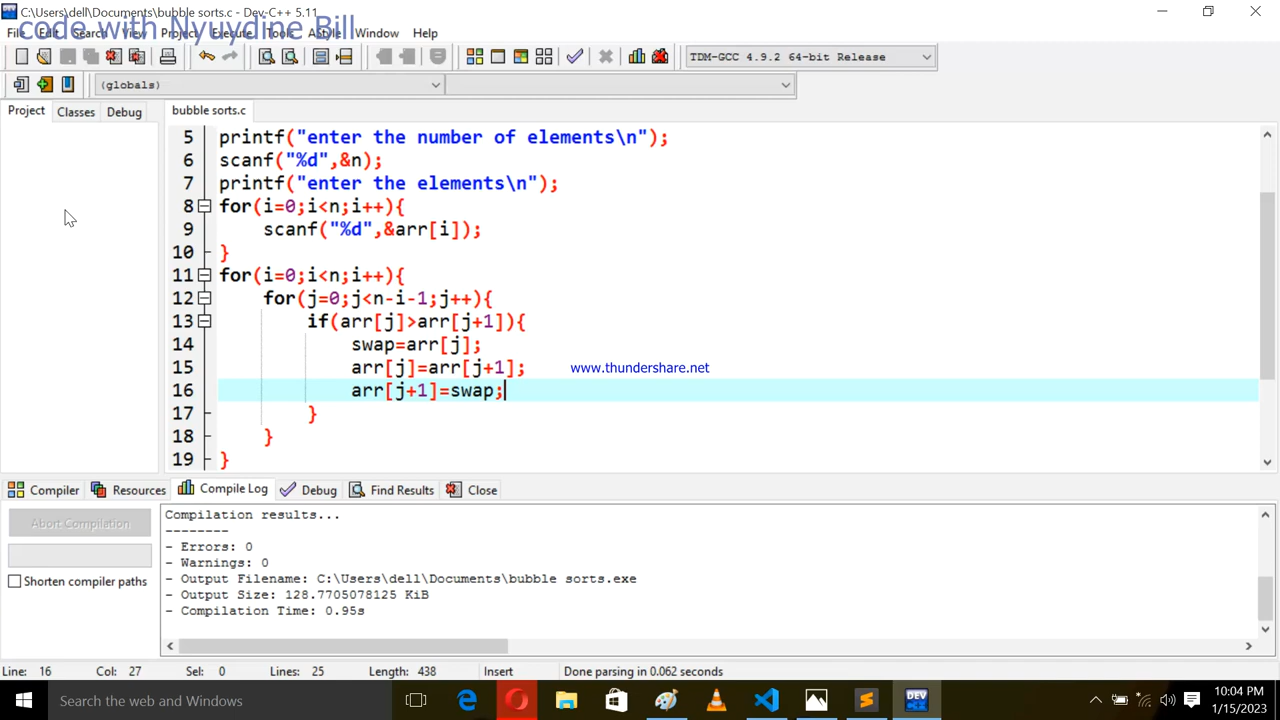 C:\Users\dell\Documents\bubble sorts.c - Dev-C++ 5.11
code with Nyuydine Bill
File Edit Search View Project Execute Tools AStyle Window Help
TDM-GCC 4.9.2 64-bit Release
(globals)
Project Classes Debug bubble sorts.c
5 printf("enter the number of elements\n");
6 scanf("%d",&n);
7 printf("enter the elements\n");
8 for(i=0;i<n;i++){
9 scanf("%d",&arr[i]);
10 }
11 for(i=0;i<n;i++){
12 for(j=0;j<n-i-1;j++){
13 if(arr[j]>arr[j+1]){
14 swap=arr[j];
15 arr[j]=arr[j+1];
www.thundershare.net
16 arr[j+1]=swap;
17 }
18 }
19 }
Compiler Resources Compile Log Debug Find Results Close
Abort Compilation
Shorten compiler paths
Compilation results...
--------
- Errors: 0
- Warnings: 0
- Output Filename: C:\Users\dell\Documents\bubble sorts.exe
- Output Size: 128.7705078125 KiB
- Compilation Time: 0.95s
Line: 16 Col: 27 Sel: 0 Lines: 25 Length: 438 Insert Done parsing in 0.062 seconds
Search the web and Windows
DEV
10:04 PM
1/15/2023